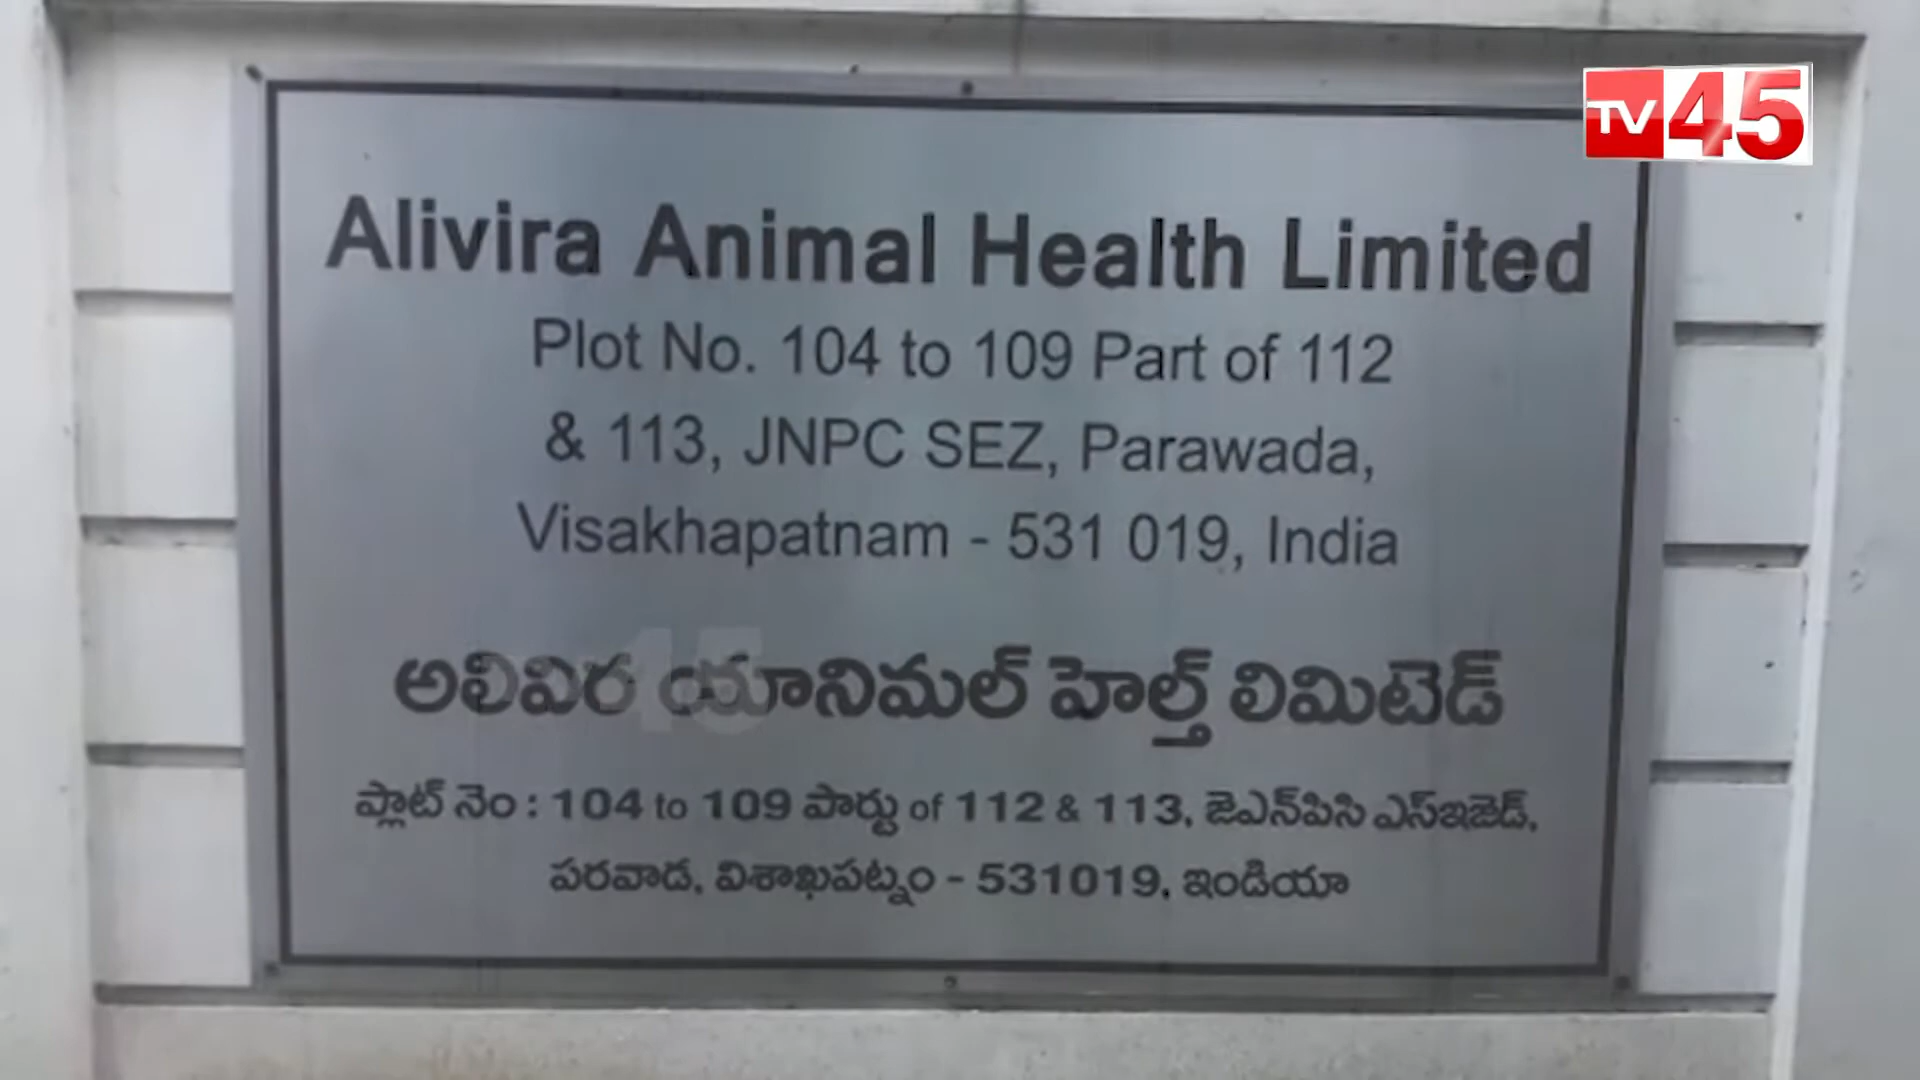 TV45
Alivira Animal Health Limited
Plot No. 104 to 109 Part of 112
& 113, JNPC SEZ, Parawada,
Visakhapatnam - 531 019, India
అలివిర యానిమల్ హెల్త్ లిమిటెడ్
ప్లాట్ నెం : 104 to 109 పార్ట్టు of 112 & 113, జెఎన్‌పిసి ఎస్ఇజెడ్,
పరవాడ, విశాఖపట్నం - 531019, ఇండియా